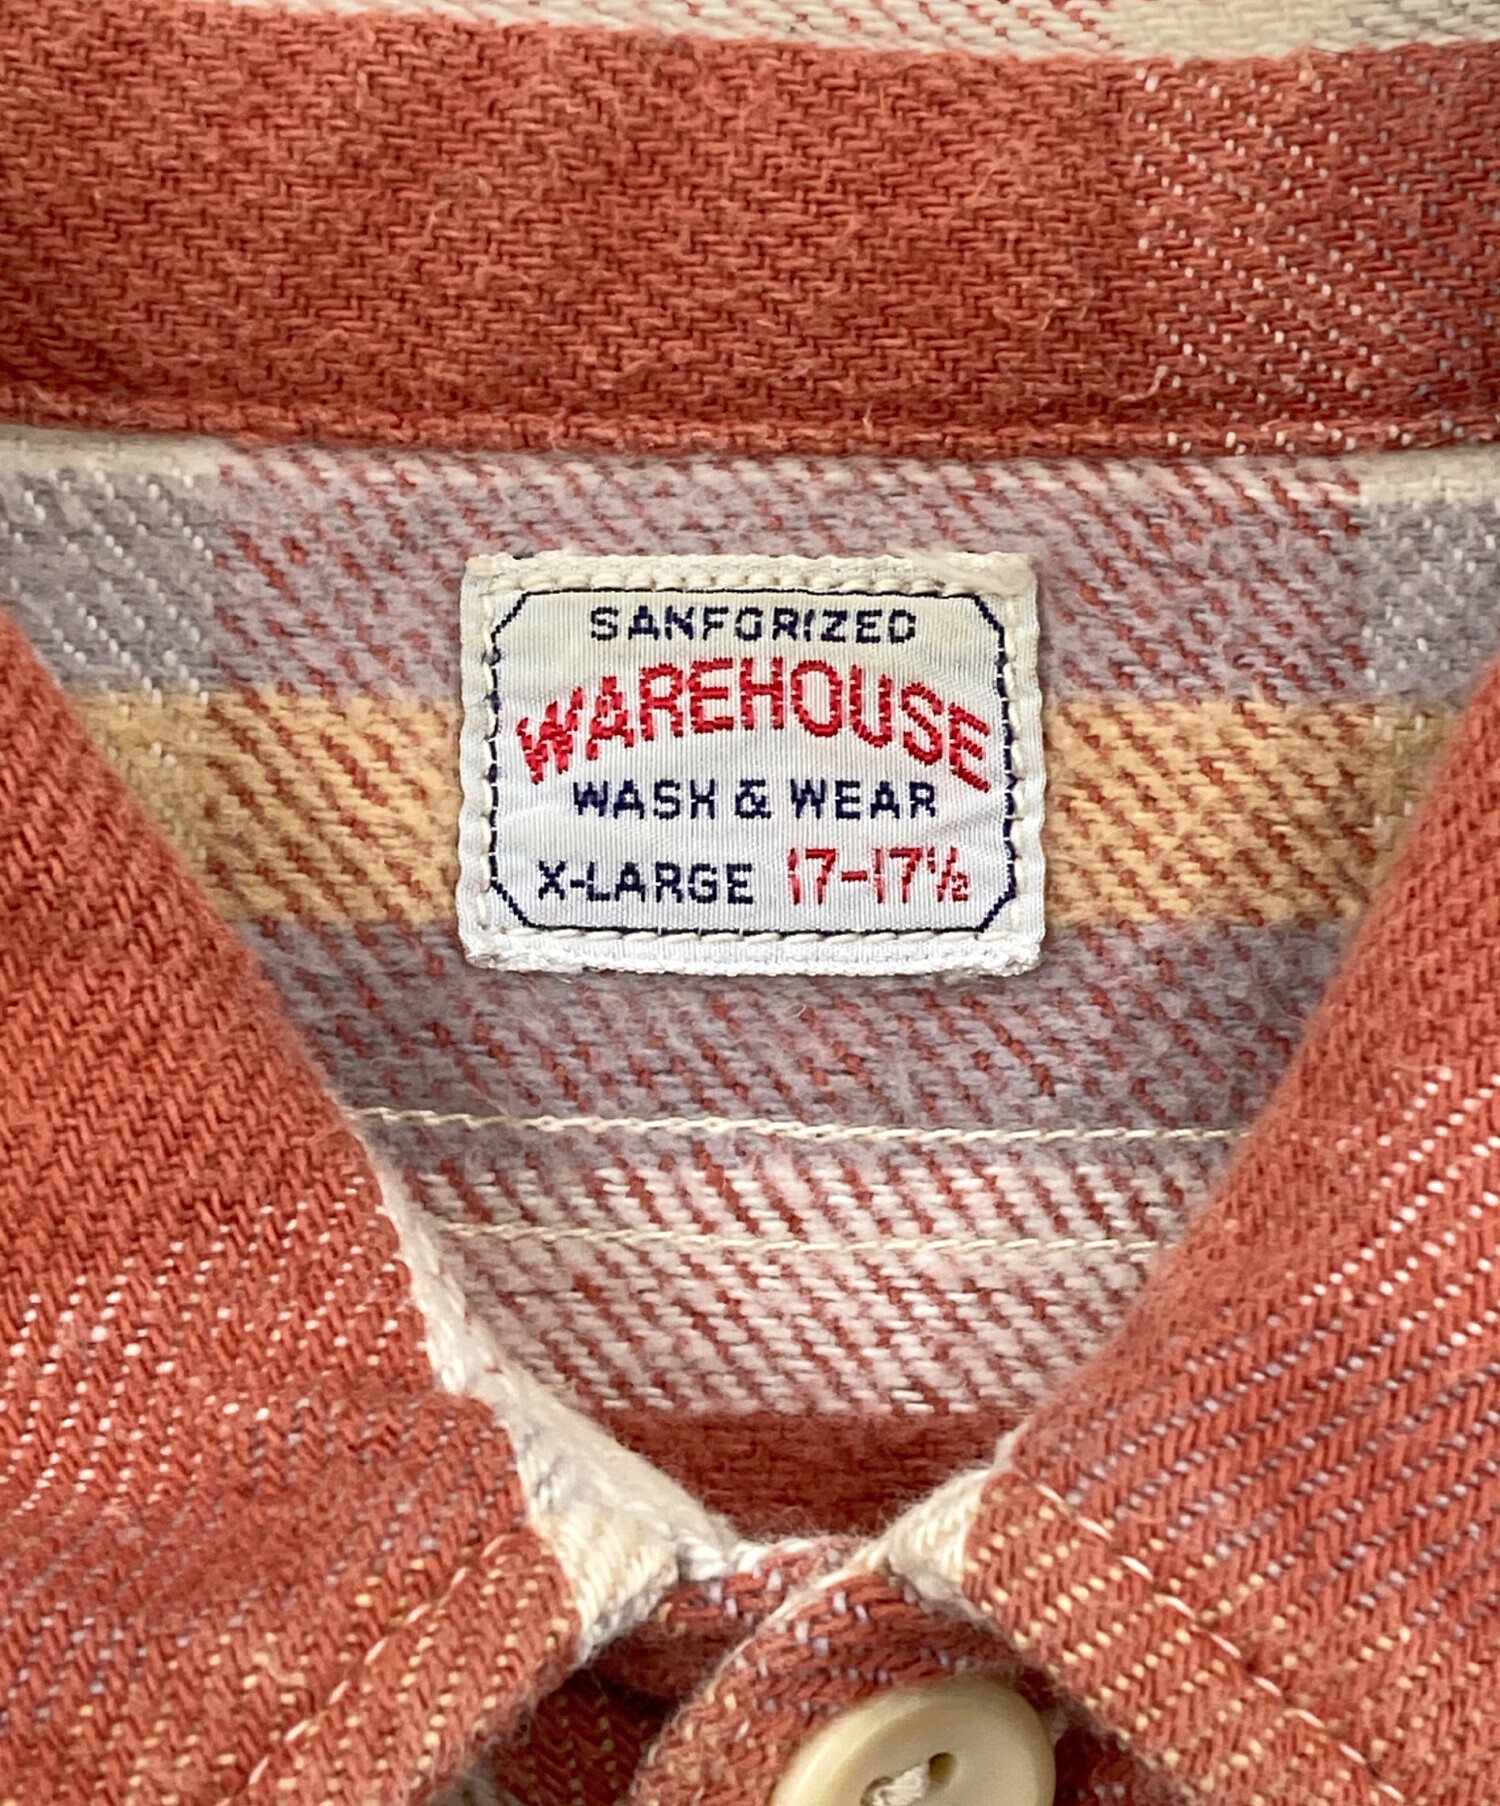 SANFORIZED
WAREHOUSE
WASH & WEAR
X-LARGE 17-17½